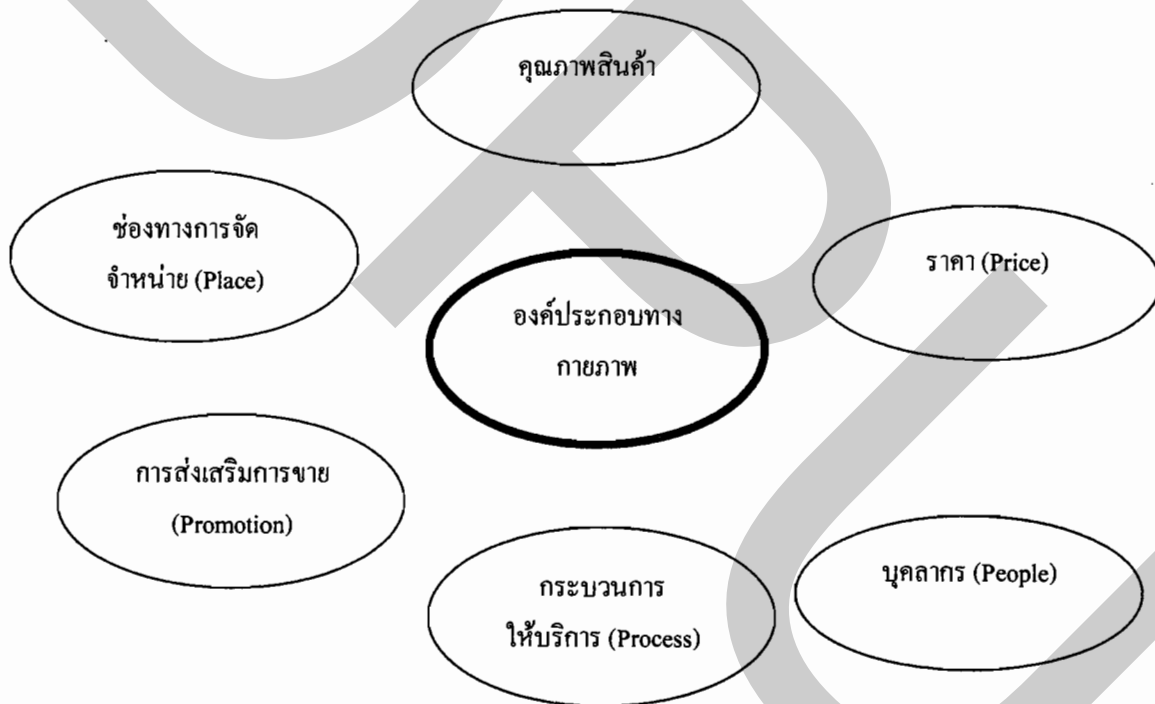 คุณภาพสินค้า
ช่องทางการจัด
จำหน่าย (Place)
ราคา (Price)
องค์ประกอบทาง
กายภาพ
การส่งเสริมการขาย
(Promotion)
กระบวนการ
ให้บริการ (Process)
บุคลากร (People)